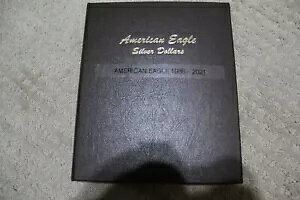 American Eagle
Silver Dollars
AMERICAN EAGLE 1986 - 2021